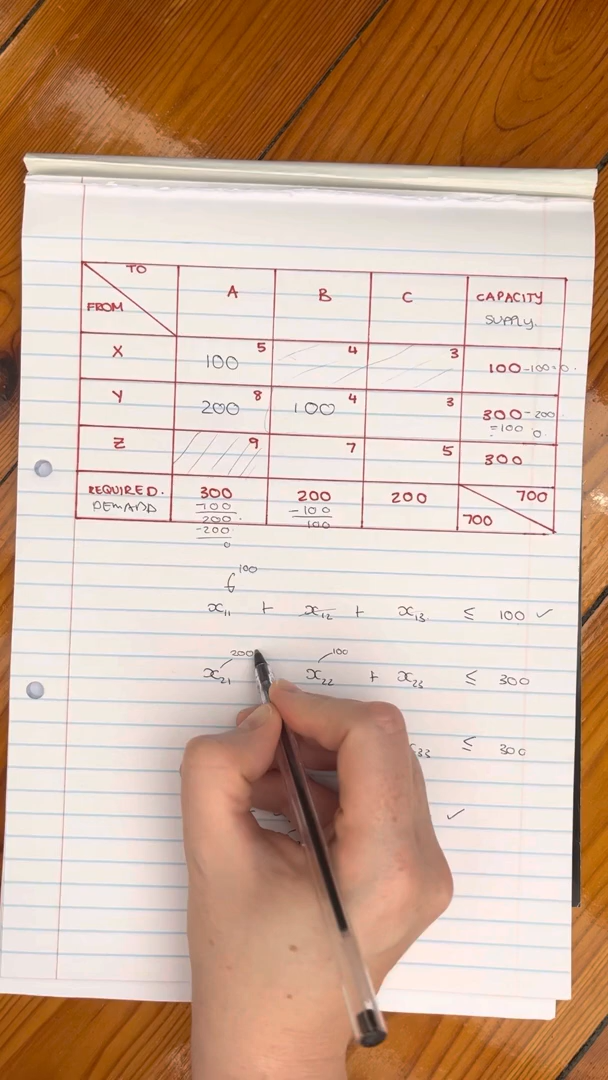 TO
FROM
A B C CAPACITY
SUPPLY.
X 5 4 3
100 100-100=0.
Y 8 4 3
200 100 300-200
=100 0
Z 9 7 5 300
REQUIRED. 300 200 200 700
DEMAND -100 -100 700
200. 100
-200.
0
100
x₁₁ + x₁₂ + x₁₃ ≤ 100 ✓
200 100
x₂₁ x₂₂ + x₂₃ ≤ 300
₃₃ ≤ 300
✓